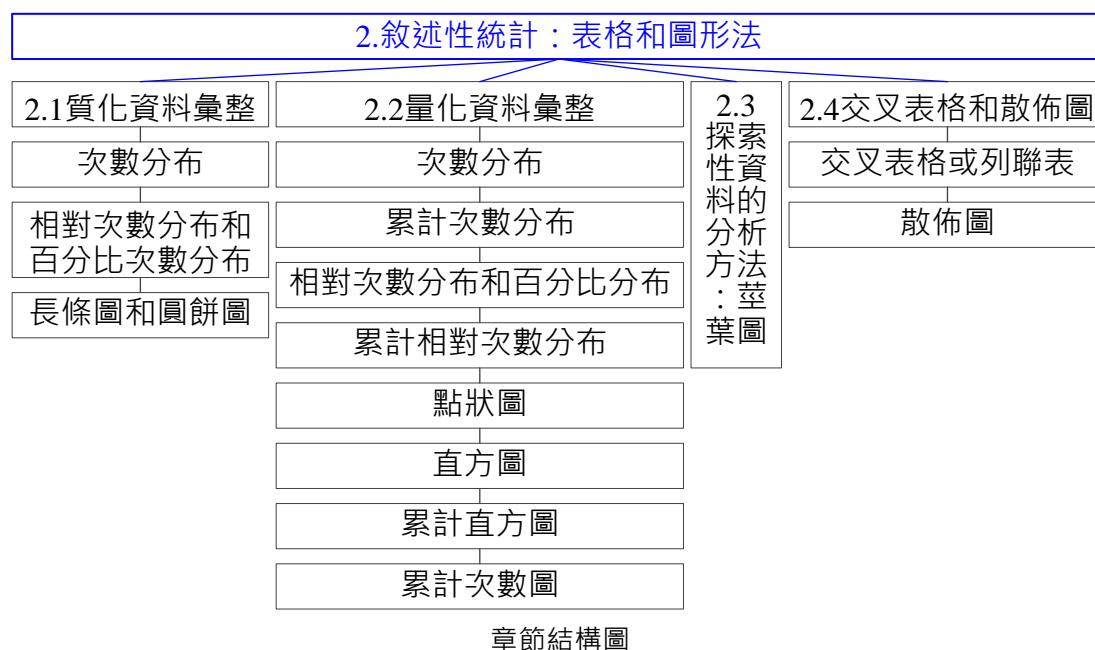 2.敘述性統計：表格和圖形法
2.1質化資料彙整
次數分布
相對次數分布和
百分比次數分布
長條圖和圓餅圖
2.2量化資料彙整
次數分布
累計次數分布
相對次數分布和百分比分布
累計相對次數分布
點狀圖
直方圖
累計直方圖
累計次數圖
2.3
探索
性資
料的
分析
方法
：莖
葉圖
2.4交叉表格和散佈圖
交叉表格或列聯表
散佈圖
章節結構圖